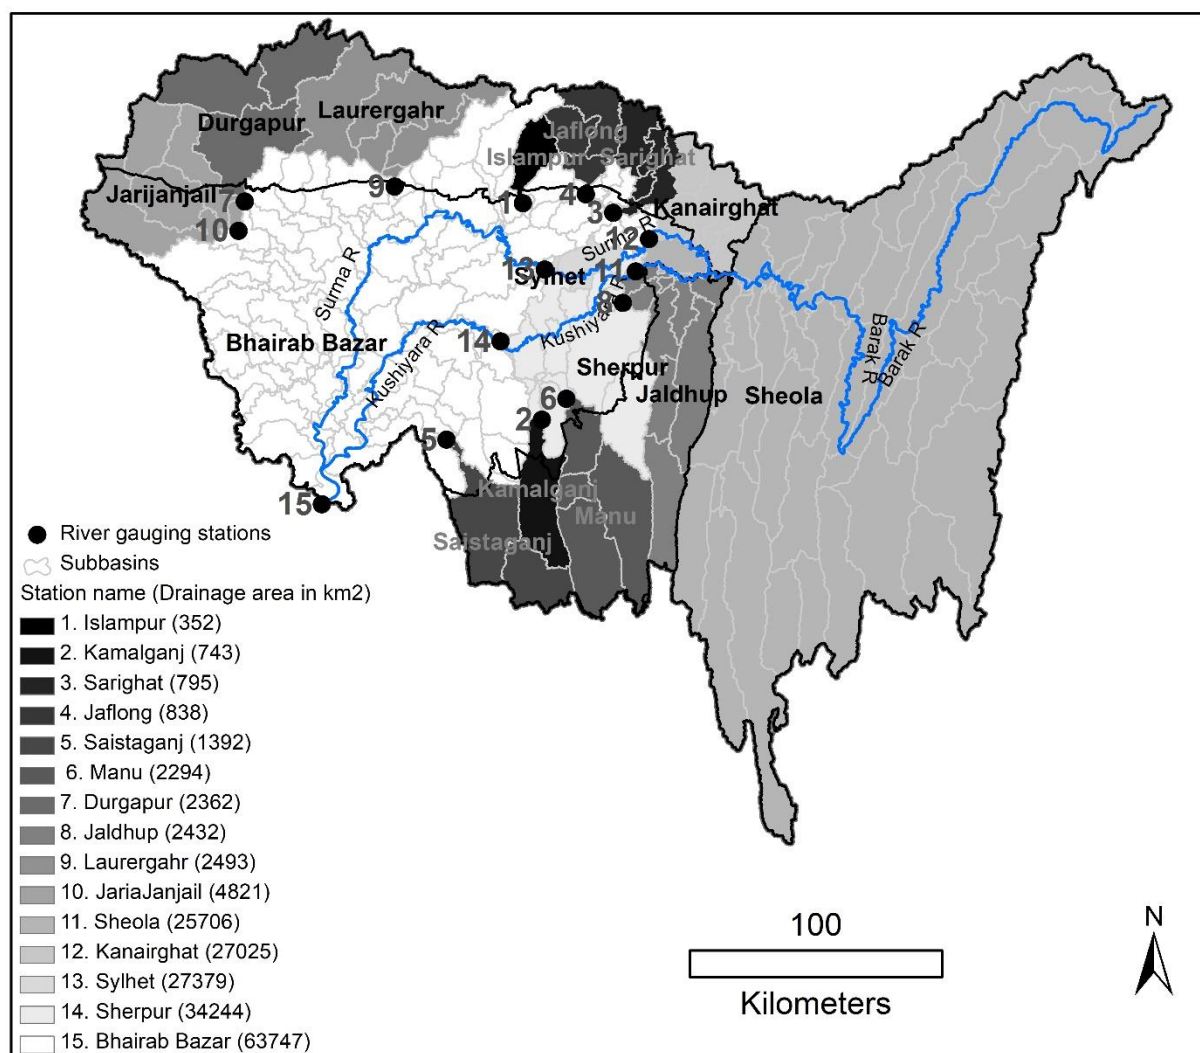 Durgapur
Laurergahr
Jaflong
Islampur
Sarighat
Jarijanjail
7
9
1
4
3
Kanairghat
10
Surma R
12
13
11
Sylhet
8
Surma R
Bhairab Bazar
14
Kushiyara R
Kushiyara R
Sherpur
Jaldhup
Sheola
Barak R
Barak R
6
2
5
Kamalganj
Manu
Saistaganj
15
River gauging stations
Subbasins
Station name (Drainage area in km2)
1. Islampur (352)
2. Kamalganj (743)
3. Sarighat (795)
4. Jaflong (838)
5. Saistaganj (1392)
6. Manu (2294)
7. Durgapur (2362)
8. Jaldhup (2432)
9. Laurergahr (2493)
10. JariaJanjail (4821)
11. Sheola (25706)
12. Kanairghat (27025)
13. Sylhet (27379)
14. Sherpur (34244)
15. Bhairab Bazar (63747)
100
Kilometers
N